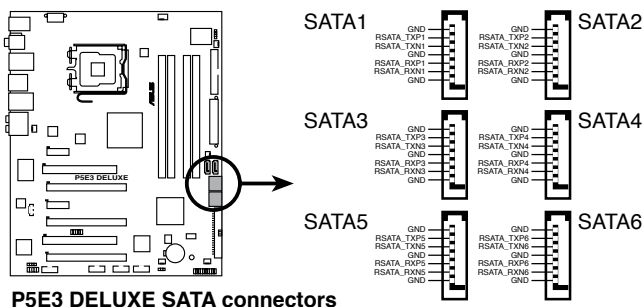 SATA1
GND
RSATA_TXP1
RSATA_TXN1
GND
RSATA_RXP1
RSATA_RXN1
GND
SATA2
GND
RSATA_TXP2
RSATA_TXN2
GND
RSATA_RXP2
RSATA_RXN2
GND
SATA3
GND
RSATA_TXP3
RSATA_TXN3
GND
RSATA_RXP3
RSATA_RXN3
GND
SATA4
GND
RSATA_TXP4
RSATA_TXN4
GND
RSATA_RXP4
RSATA_RXN4
GND
SATA5
GND
RSATA_TXP5
RSATA_TXN5
GND
RSATA_RXP5
RSATA_RXN5
GND
SATA6
GND
RSATA_TXP6
RSATA_TXN6
GND
RSATA_RXP6
RSATA_RXN6
GND
ASUS
P5E3 DELUXE
P5E3 DELUXE SATA connectors